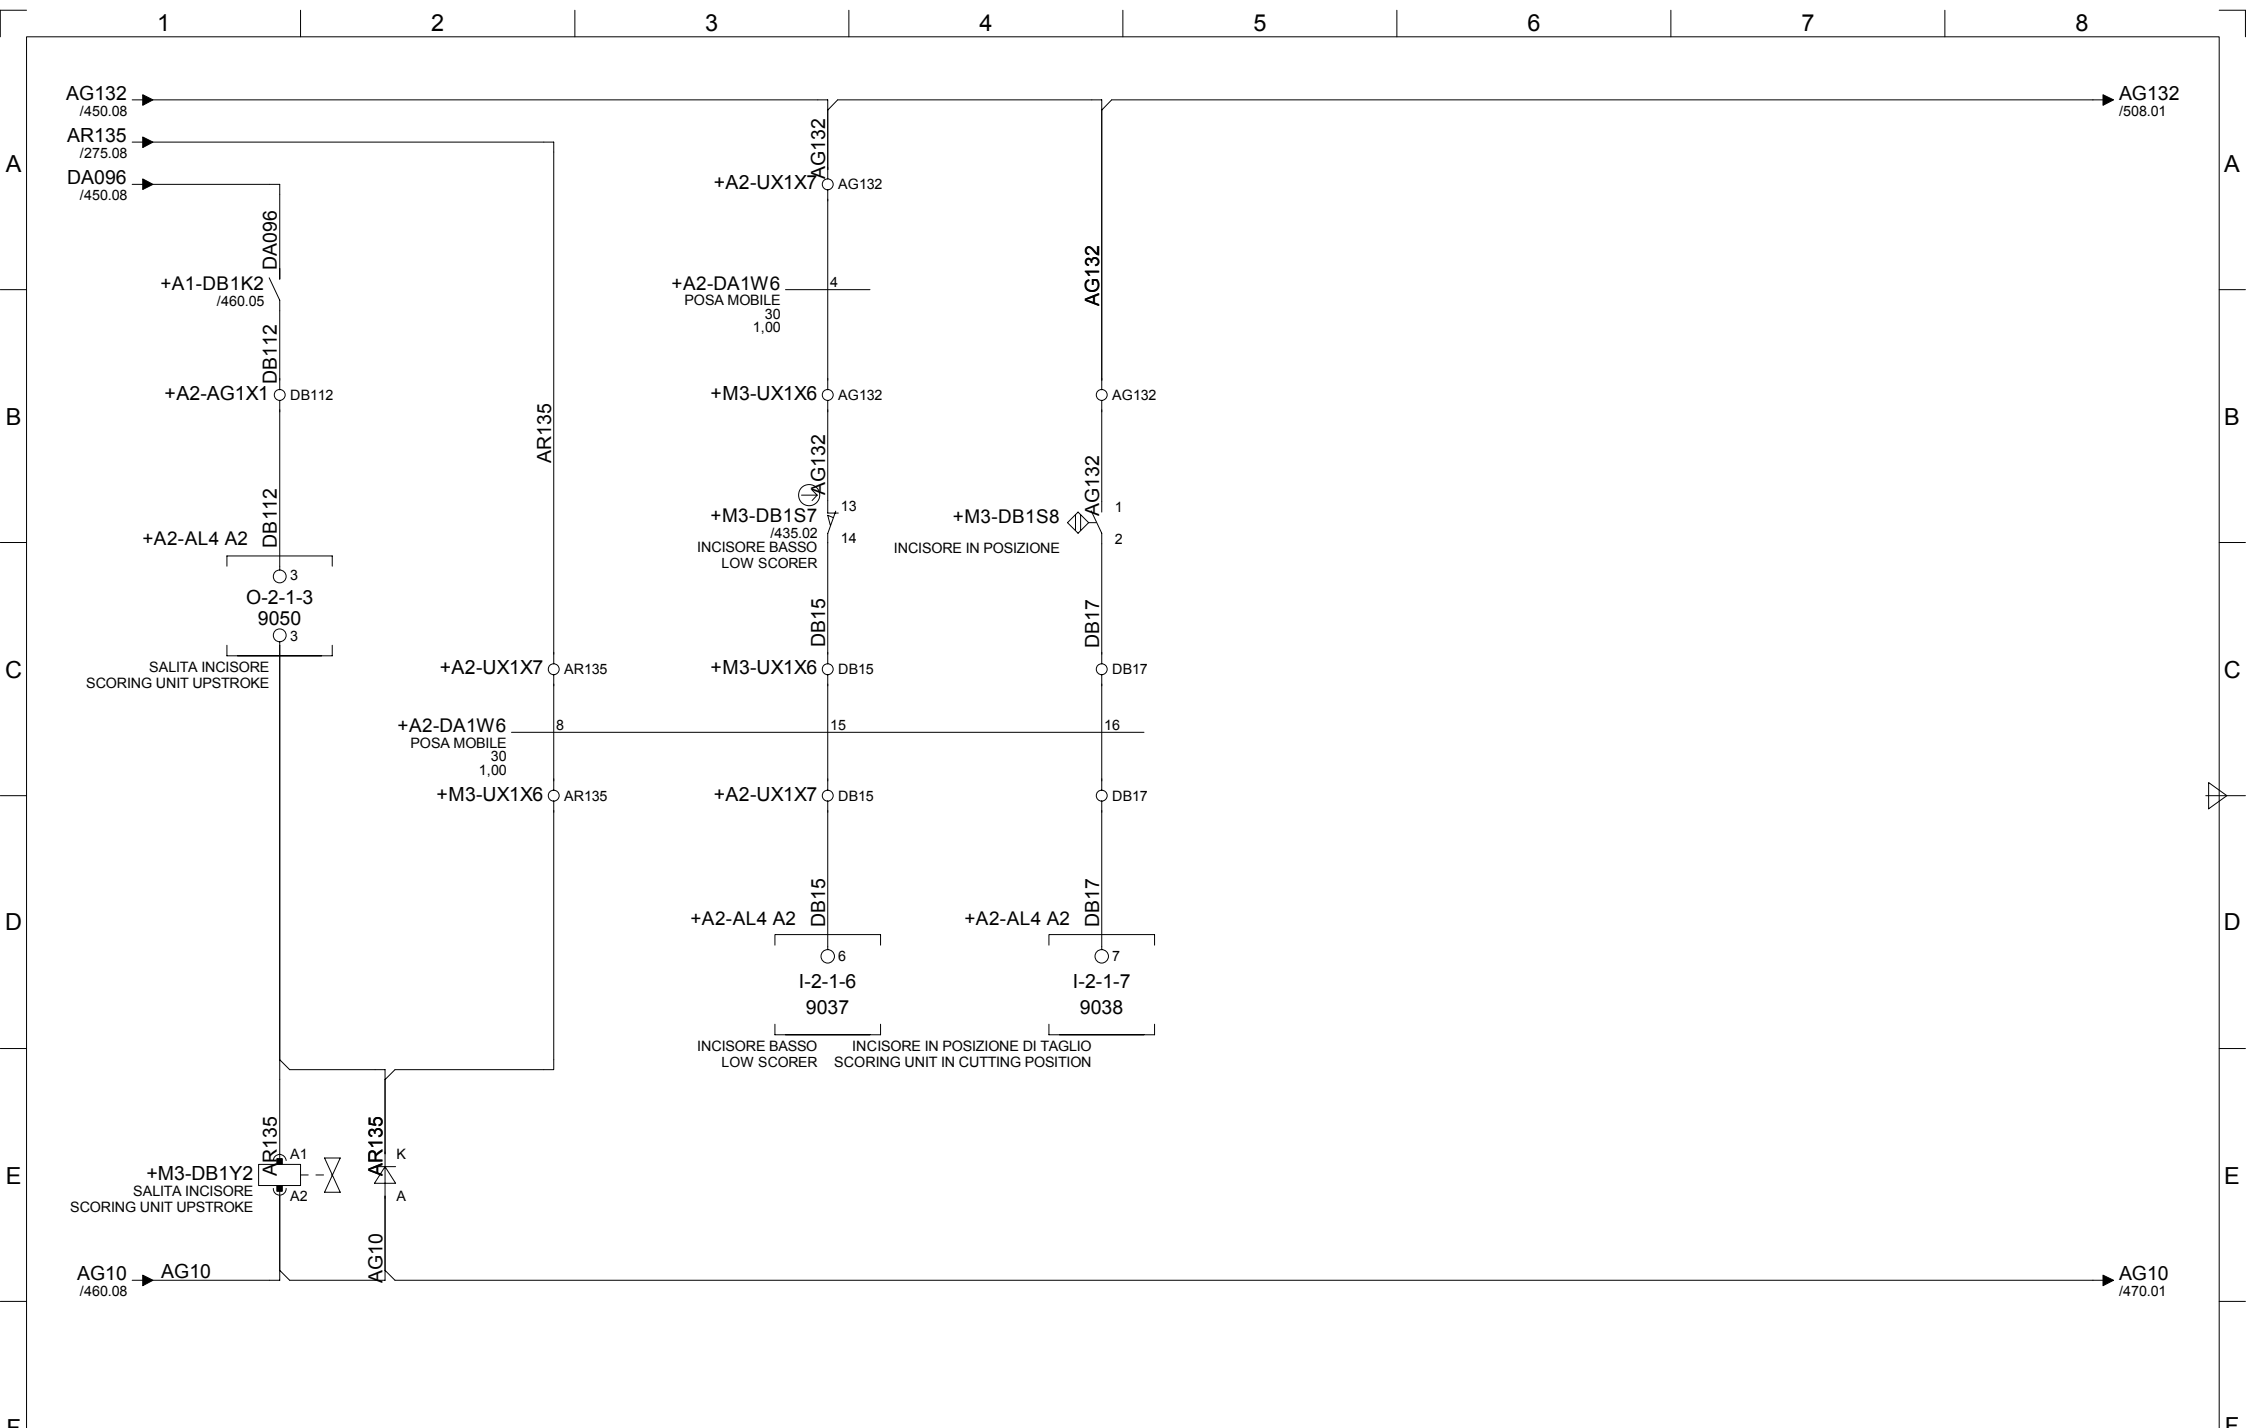 1 2 3 4 5 6 7 8
AG132
/450.08
AG132
/508.01
AR135
/275.08
A
A
DA096
/450.08
AG132
+A2-UX1X7 AG132
DA096
+A1-DB1K2
/460.05
+A2-DA1W6 4
POSA MOBILE
30
1,00
AG132
DB112
+A2-AG1X1 DB112
+M3-UX1X6 AG132
AG132
B
B
AR135
AG132
AG132
DB112
+M3-DB1S7 13
/435.02
14
INCISORE BASSO
LOW SCORER
+M3-DB1S8 1
2
INCISORE IN POSIZIONE
+A2-AL4 A2
3
O-2-1-3
9050
3
SALITA INCISORE
SCORING UNIT UPSTROKE
DB15
DB17
C
C
+A2-UX1X7 AR135
+M3-UX1X6 DB15
DB17
+A2-DA1W6 8 15 16
POSA MOBILE
30
1,00
+M3-UX1X6 AR135
+A2-UX1X7 DB15
DB17
D
D
DB15
DB17
+A2-AL4 A2
+A2-AL4 A2
6
I-2-1-6
9037
INCISORE BASSO
LOW SCORER
7
I-2-1-7
9038
INCISORE IN POSIZIONE DI TAGLIO
SCORING UNIT IN CUTTING POSITION
AR135
AR135
E
E
+M3-DB1Y2 A1
A2
SALITA INCISORE
SCORING UNIT UPSTROKE
K
A
AG10
AG10
/460.08
AG10
AG10
/470.01
F
F